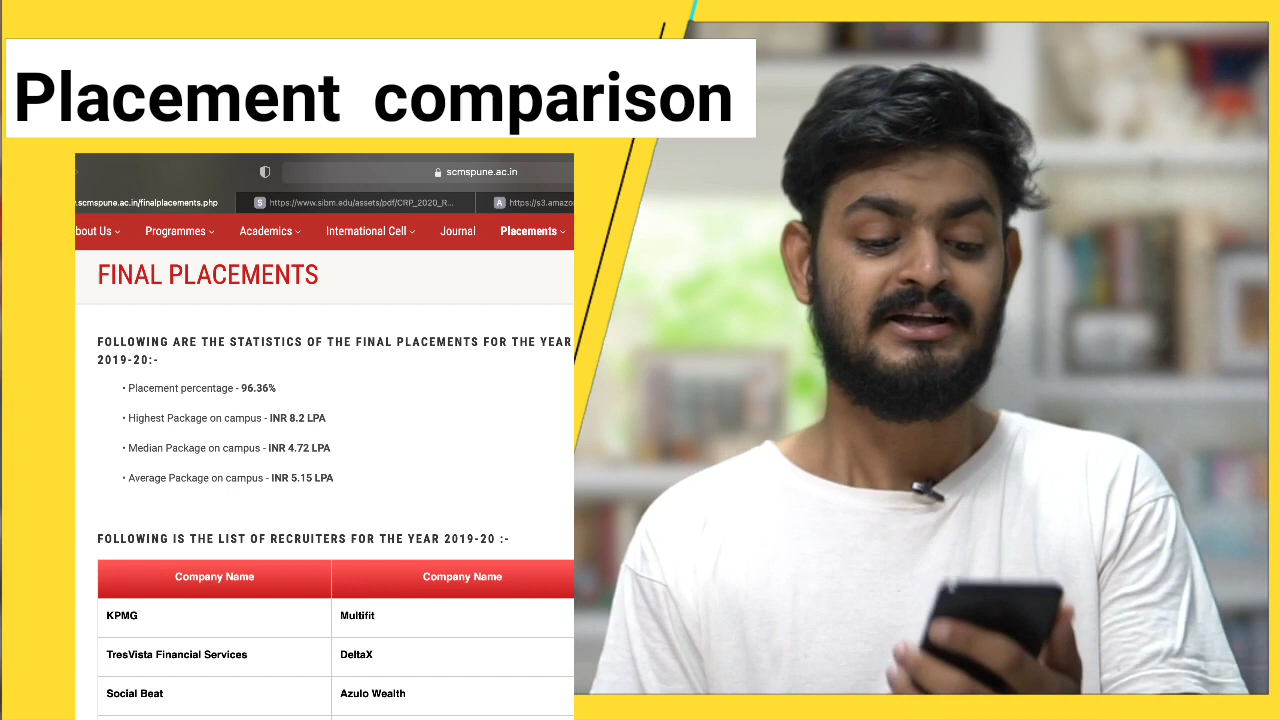 Placement comparison
scmspune.ac.in
.scmspune.ac.in/finalplacements.php
S https://www.sibm.edu/assets/pdf/CRP_2020_R...
A https://s3.amazo
bout Us Programmes Academics International Cell Journal Placements
FINAL PLACEMENTS
FOLLOWING ARE THE STATISTICS OF THE FINAL PLACEMENTS FOR THE YEAR
2019-20:-
• Placement percentage - 96.36%
• Highest Package on campus - INR 8.2 LPA
• Median Package on campus - INR 4.72 LPA
• Average Package on campus - INR 5.15 LPA
FOLLOWING IS THE LIST OF RECRUITERS FOR THE YEAR 2019-20 :-
Company Name Company Name
KPMG Multifit
TresVista Financial Services DeltaX
Social Beat Azulo Wealth